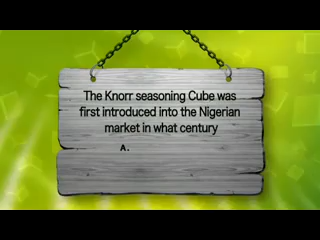 The Knorr seasoning Cube was
first introduced into the Nigerian
market in what century
A.